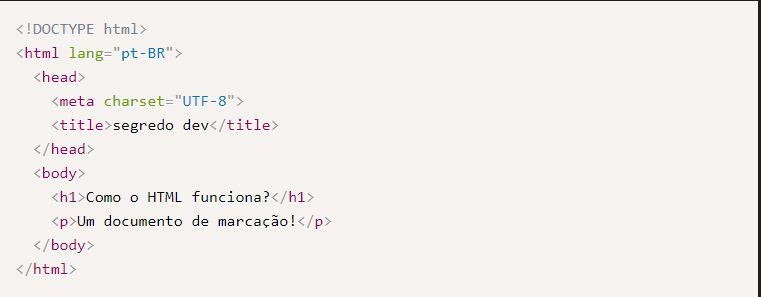 <!DOCTYPE html>
<html lang="pt-BR">
  <head>
    <meta charset="UTF-8">
    <title>segredo dev</title>
  </head>
  <body>
    <h1>Como o HTML funciona?</h1>
    <p>Um documento de marcação!</p>
  </body>
</html>